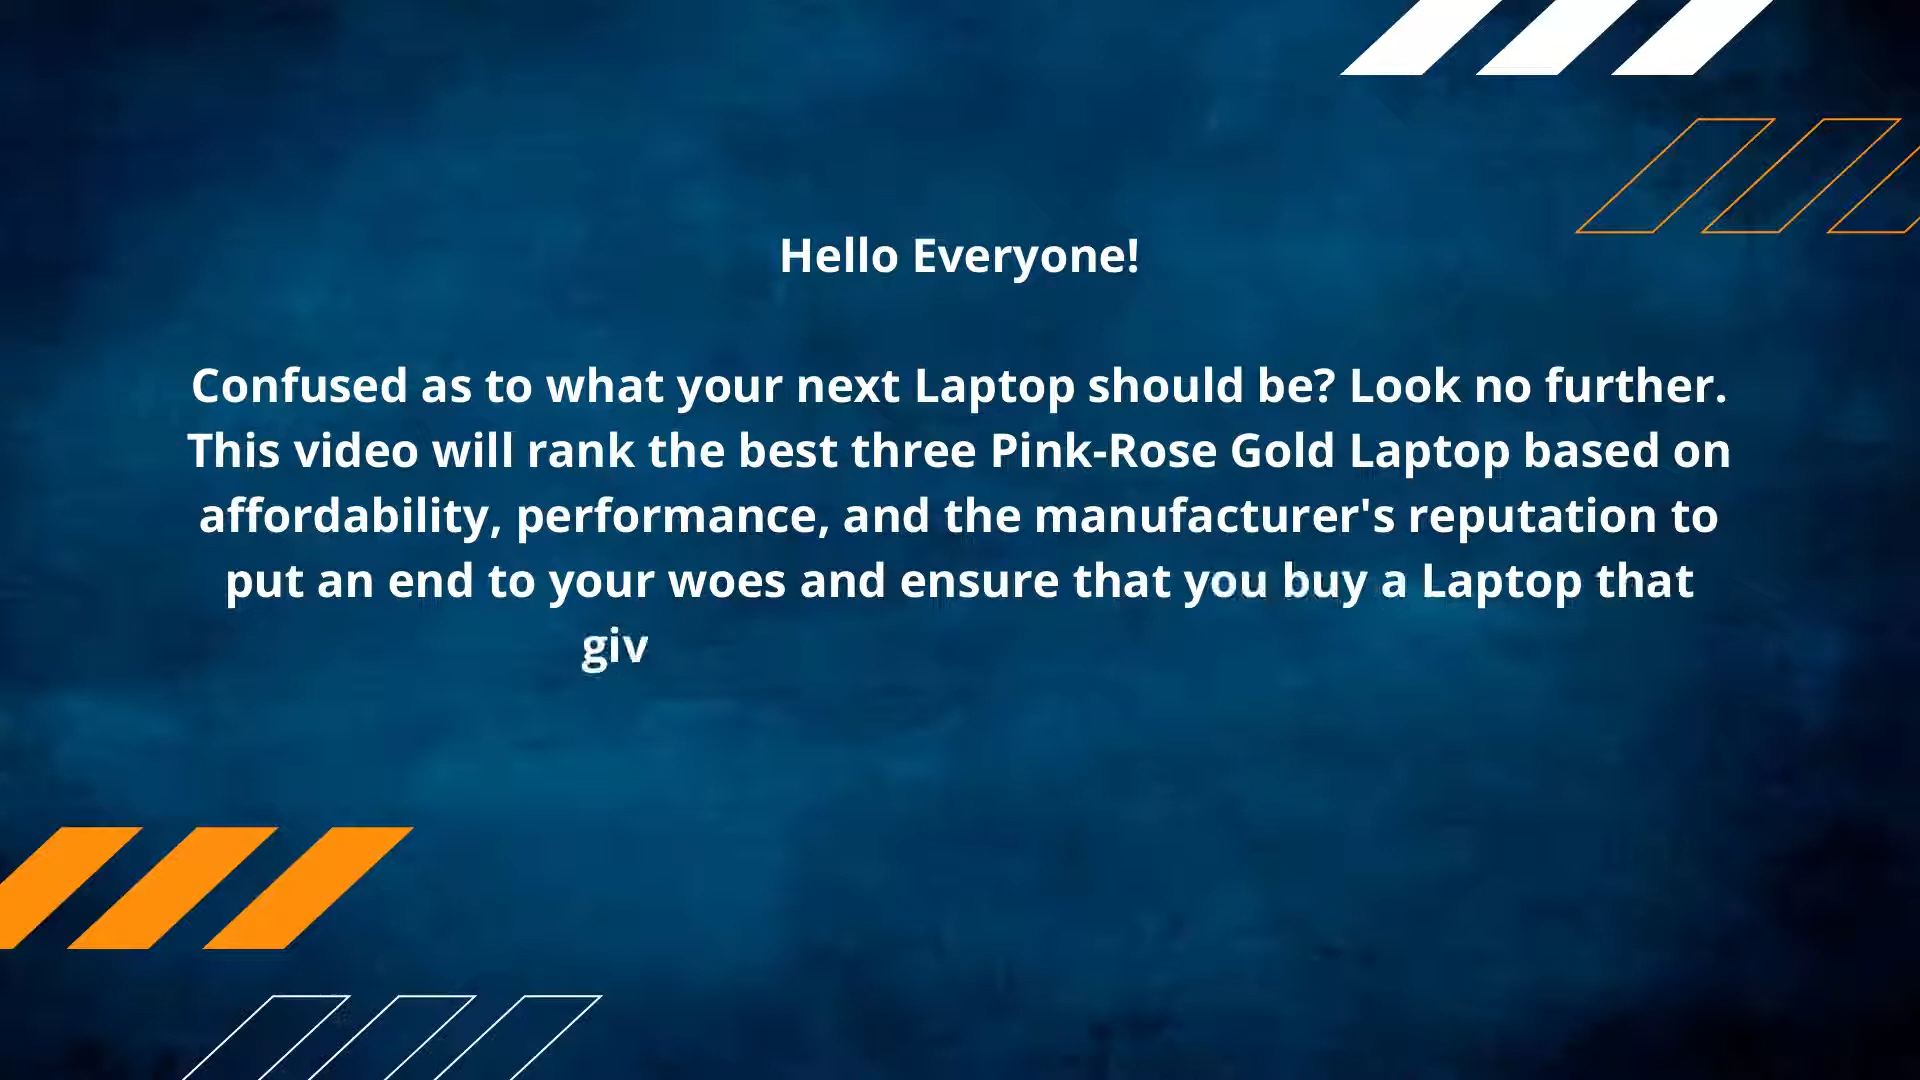 Hello Everyone!
Confused as to what your next Laptop should be? Look no further.
This video will rank the best three Pink-Rose Gold Laptop based on
affordability, performance, and the manufacturer's reputation to
put an end to your woes and ensure that you buy a Laptop that
giv